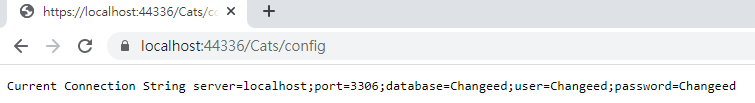 https://localhost:44336/Cats/co
localhost:44336/Cats/config
Current Connection String server=localhost;port=3306;database=Changeed;user=Changeed;password=Changeed